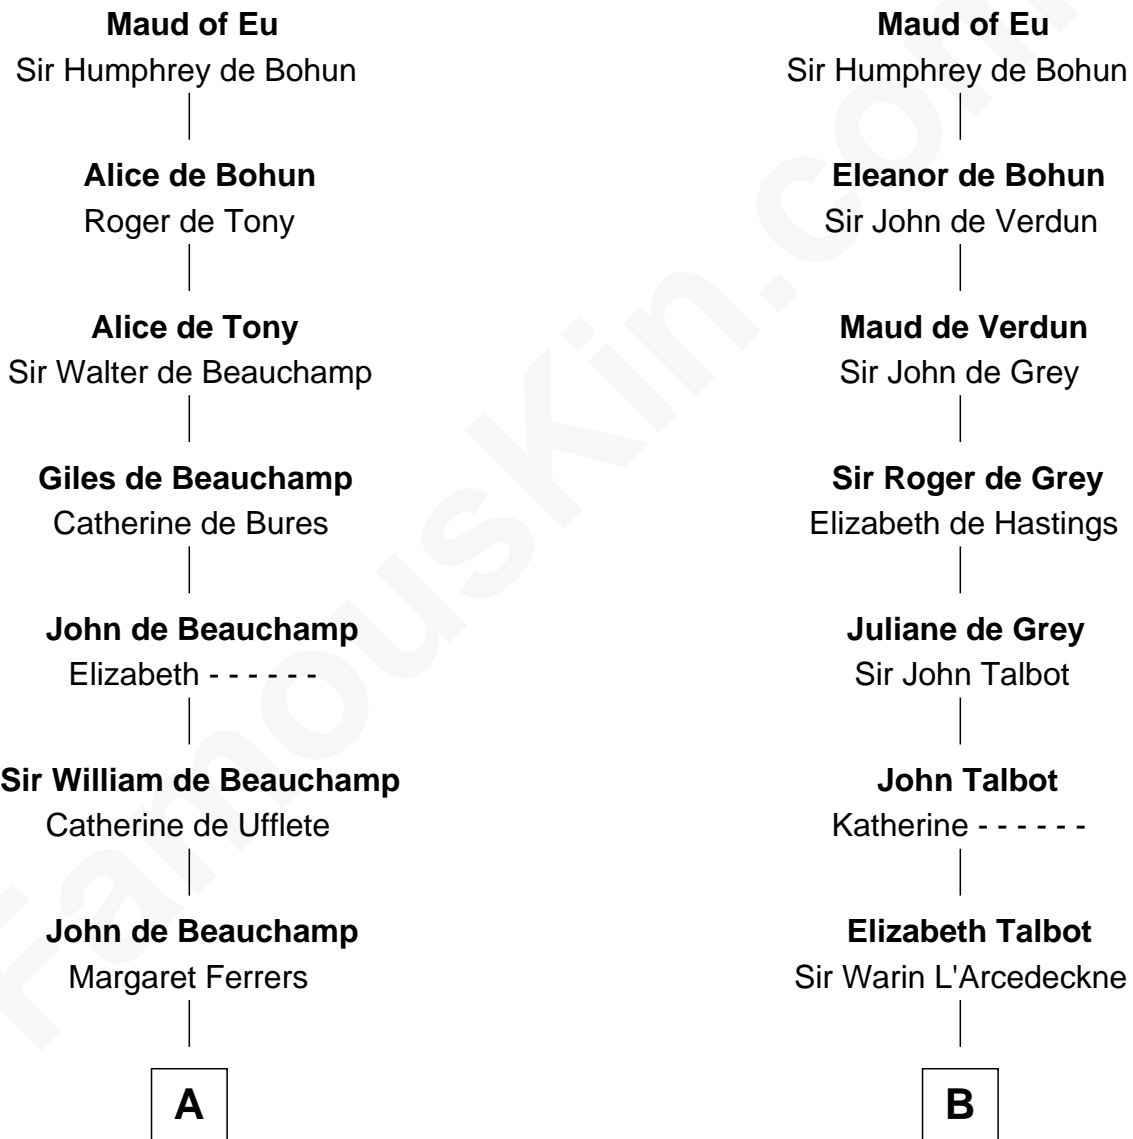 Maud of Eu
Sir Humphrey de Bohun
Alice de Bohun
Roger de Tony
Alice de Tony
Sir Walter de Beauchamp
Giles de Beauchamp
Catherine de Bures
John de Beauchamp
Elizabeth - - - - - -
Sir William de Beauchamp
Catherine de Ufflete
John de Beauchamp
Margaret Ferrers
A
Maud of Eu
Sir Humphrey de Bohun
Eleanor de Bohun
Sir John de Verdun
Maud de Verdun
Sir John de Grey
Sir Roger de Grey
Elizabeth de Hastings
Juliane de Grey
Sir John Talbot
John Talbot
Katherine - - - - - -
Elizabeth Talbot
Sir Warin L'Arcedeckne
B
FamousKin.com